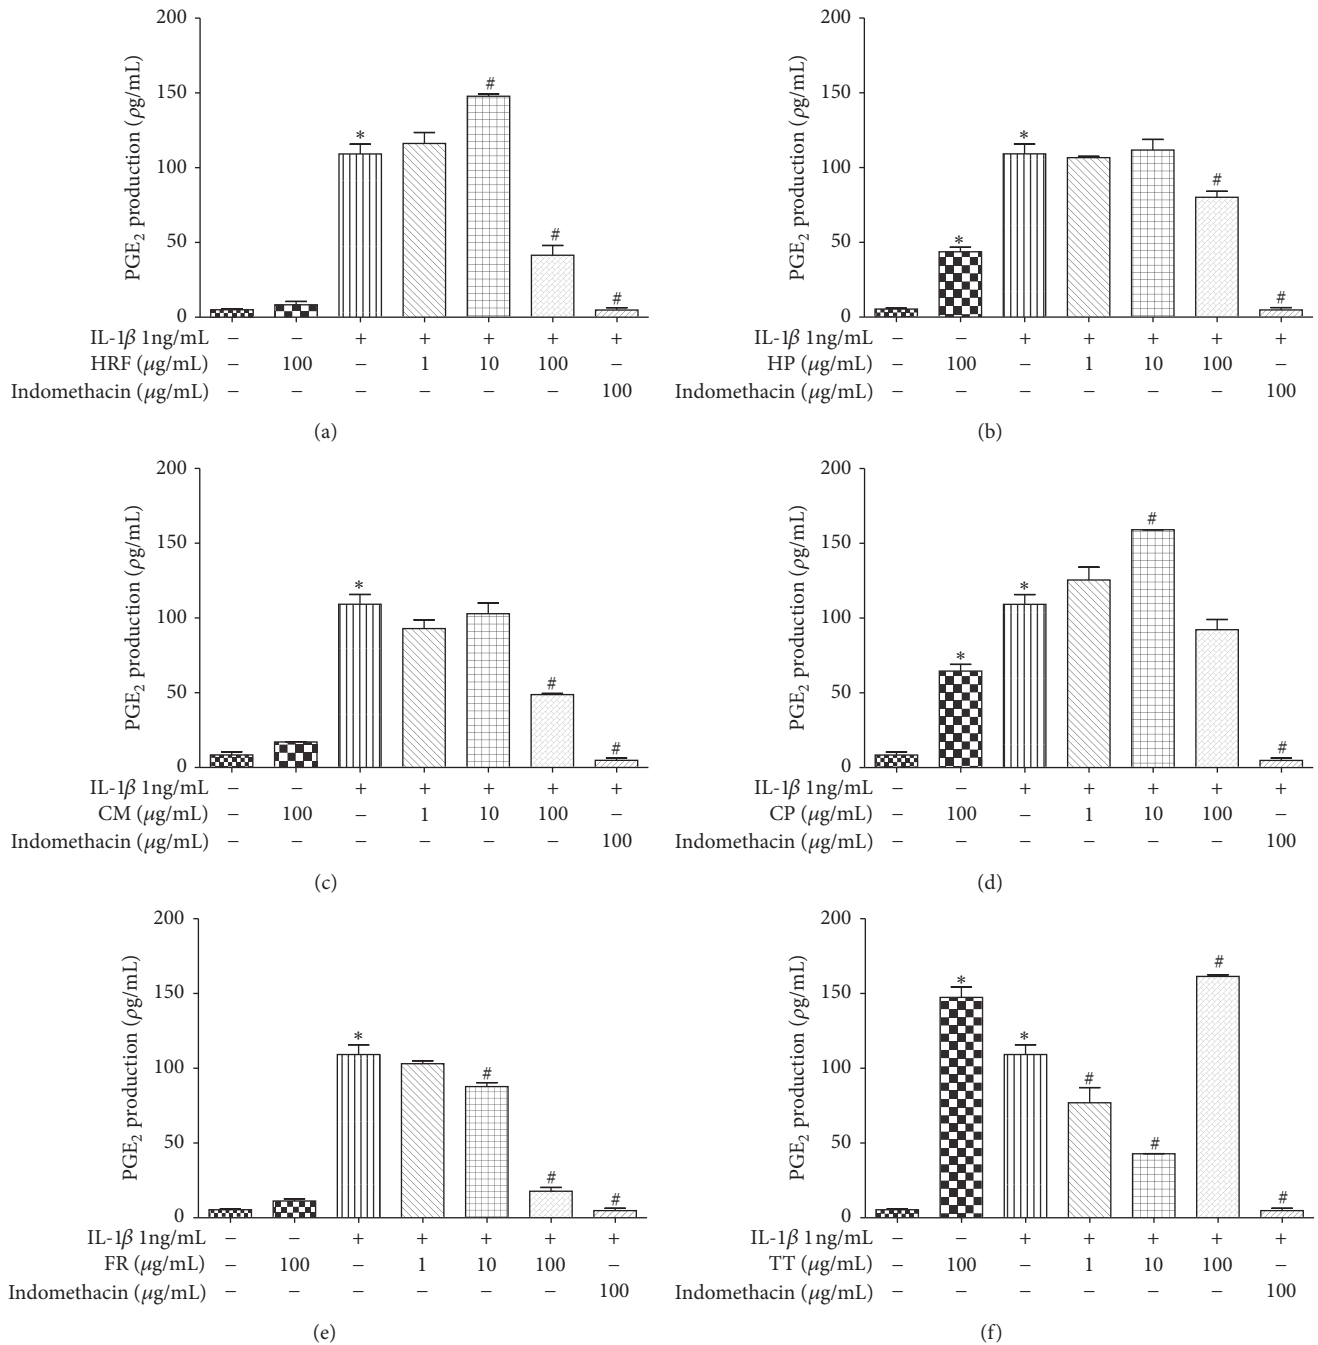 200
150
100
50
0
PGE2 production (ρg/mL)
*
#
#
#
IL-1β 1ng/mL − − + + + + +
HRF (μg/mL) − 100 − 1 10 100 −
Indomethacin (μg/mL) − − − − − − 100
(a)
200
150
100
50
0
PGE2 production (ρg/mL)
*
*
#
#
IL-1β 1ng/mL − − + + + + +
HP (μg/mL) − 100 − 1 10 100 −
Indomethacin (μg/mL) − − − − − − 100
(b)
200
150
100
50
0
PGE2 production (ρg/mL)
*
#
#
IL-1β 1ng/mL − − + + + + +
CM (μg/mL) − 100 − 1 10 100 −
Indomethacin (μg/mL) − − − − − − 100
(c)
200
150
100
50
0
PGE2 production (ρg/mL)
*
*
#
#
IL-1β 1ng/mL − − + + + + +
CP (μg/mL) − 100 − 1 10 100 −
Indomethacin (μg/mL) − − − − − − 100
(d)
200
150
100
50
0
PGE2 production (ρg/mL)
*
#
#
#
IL-1β 1ng/mL − − + + + + +
FR (μg/mL) − 100 − 1 10 100 −
Indomethacin (μg/mL) − − − − − − 100
(e)
200
150
100
50
0
PGE2 production (ρg/mL)
*
*
#
#
#
#
IL-1β 1ng/mL − − + + + + +
TT (μg/mL) − 100 − 1 10 100 −
Indomethacin (μg/mL) − − − − − − 100
(f)